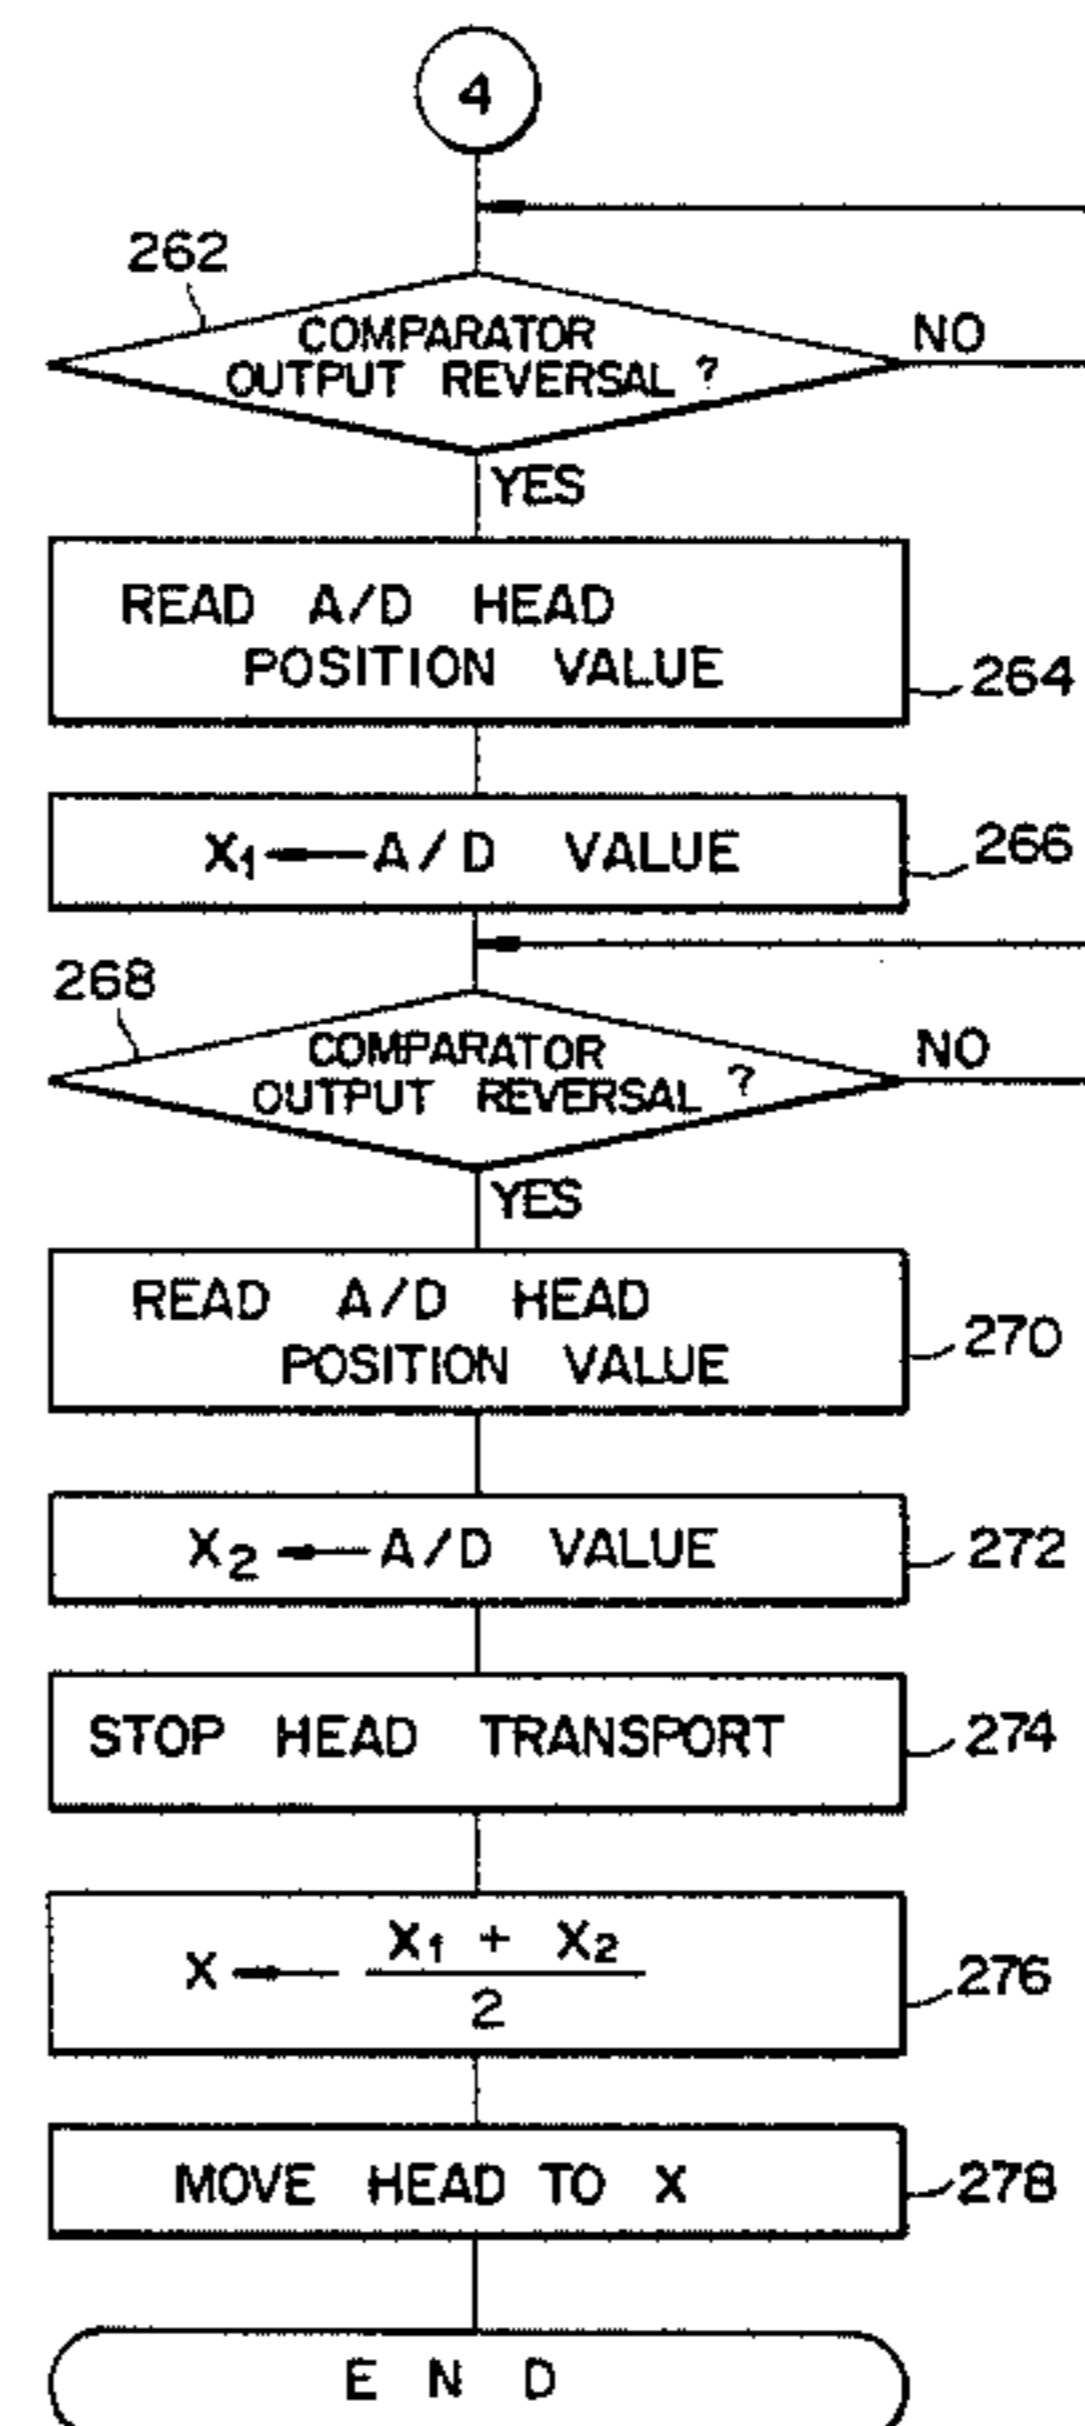 4
262
COMPARATOR
OUTPUT REVERSAL ?
NO
YES
READ A/D HEAD
POSITION VALUE
264
X₁ ← A/D VALUE
266
268
COMPARATOR
OUTPUT REVERSAL ?
NO
YES
READ A/D HEAD
POSITION VALUE
270
X₂ ← A/D VALUE
272
STOP HEAD TRANSPORT
274
X ← X₁ + X₂
2
276
MOVE HEAD TO X
278
END